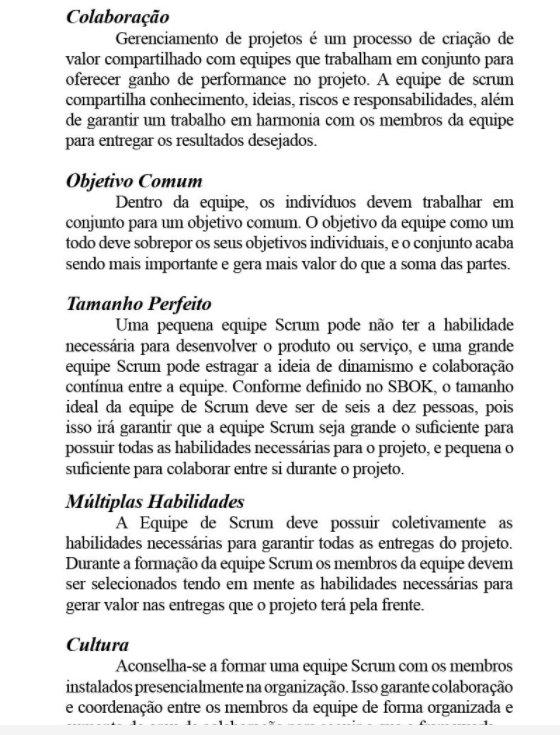 Colaboração
Gerenciamento de projetos é um processo de criação de
valor compartilhado com equipes que trabalham em conjunto para
oferecer ganho de performance no projeto. A equipe de scrum
compartilha conhecimento, ideias, riscos e responsabilidades, além
de garantir um trabalho em harmonia com os membros da equipe
para entregar os resultados desejados.
Objetivo Comum
Dentro da equipe, os indivíduos devem trabalhar em
conjunto para um objetivo comum. O objetivo da equipe como um
todo deve sobrepor os seus objetivos individuais, e o conjunto acaba
sendo mais importante e gera mais valor do que a soma das partes.
Tamanho Perfeito
Uma pequena equipe Scrum pode não ter a habilidade
necessária para desenvolver o produto ou serviço, e uma grande
equipe Scrum pode estragar a ideia de dinamismo e colaboração
contínua entre a equipe. Conforme definido no SBOK, o tamanho
ideal da equipe de Scrum deve ser de seis a dez pessoas, pois
isso irá garantir que a equipe Scrum seja grande o suficiente para
possuir todas as habilidades necessárias para o projeto, e pequena o
suficiente para colaborar entre si durante o projeto.
Múltiplas Habilidades
A Equipe de Scrum deve possuir coletivamente as
habilidades necessárias para garantir todas as entregas do projeto.
Durante a formação da equipe Scrum os membros da equipe devem
ser selecionados tendo em mente as habilidades necessárias para
gerar valor nas entregas que o projeto terá pela frente.
Cultura
Aconselha-se a formar uma equipe Scrum com os membros
instalados presencialmente na organização. Isso garante colaboração
e coordenação entre os membros da equipe de forma organizada e